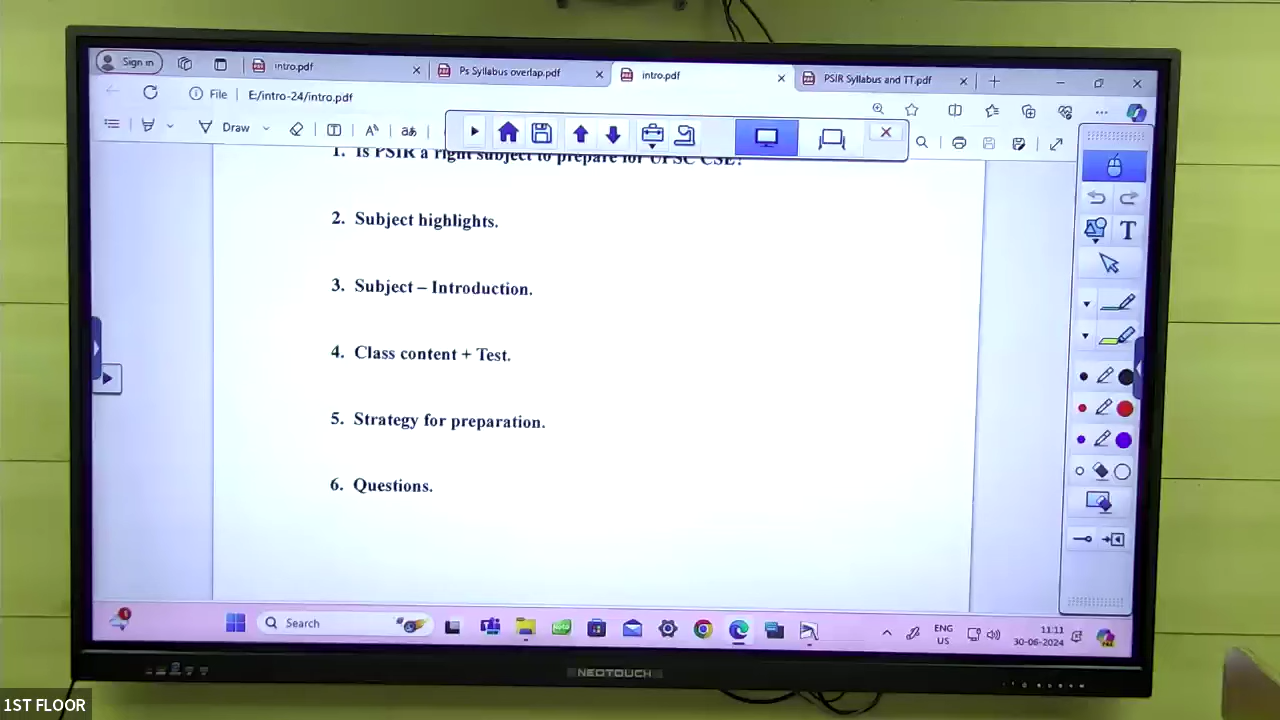 Sign in
intro.pdf
Ps Syllabus overlap.pdf
intro.pdf
PSIR Syllabus and TT.pdf
File
E:/intro-24/intro.pdf
Draw
aあ
T
1. Is PSIR a right subject to prepare for UPSC CSE?
2. Subject highlights.
3. Subject – Introduction.
4. Class content + Test.
5. Strategy for preparation.
6. Questions.
Search
ENG
US
11:11
30-06-2024
NEOTOUCH
1ST FLOOR